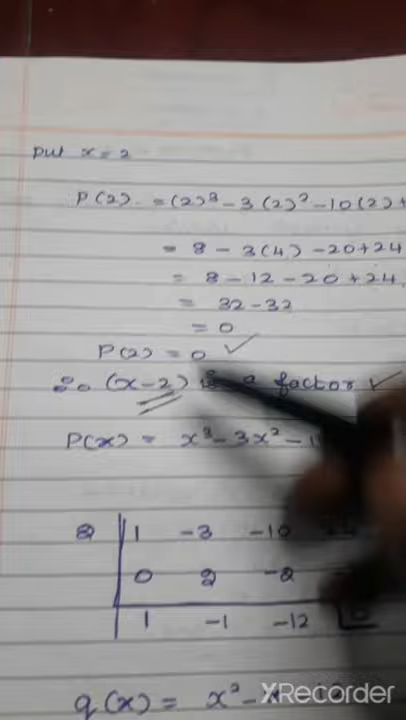 put x = 2
P(2) = (2)³ - 3(2)² - 10(2) +
= 8 - 3(4) - 20 + 24
= 8 - 12 - 20 + 24
= 32 - 32
= 0
P(2) = 0 ✓
∴ (x-2) is a factor ✓
P(x) = x³ - 3x² - 1
2 | 1 -3 -10
0 2 -2
1 -1 -12 0
q(x) = x² -
XRecorder